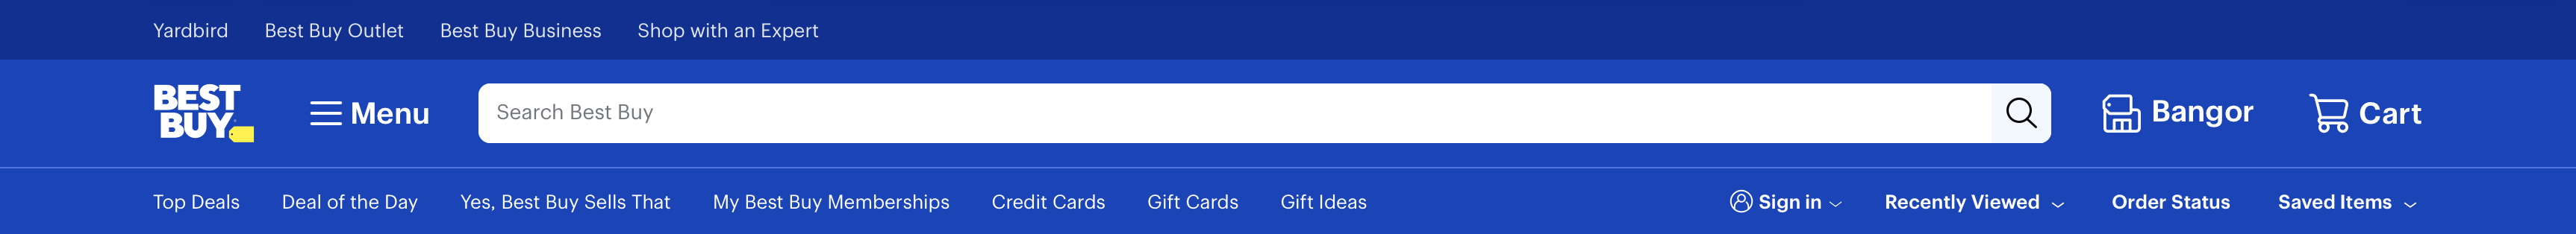 Yardbird Best Buy Outlet Best Buy Business Shop with an Expert
BEST
BUY
Menu Search Best Buy Bangor Cart
Top Deals Deal of the Day Yes, Best Buy Sells That My Best Buy Memberships Credit Cards Gift Cards Gift Ideas Sign in Recently Viewed Order Status Saved Items